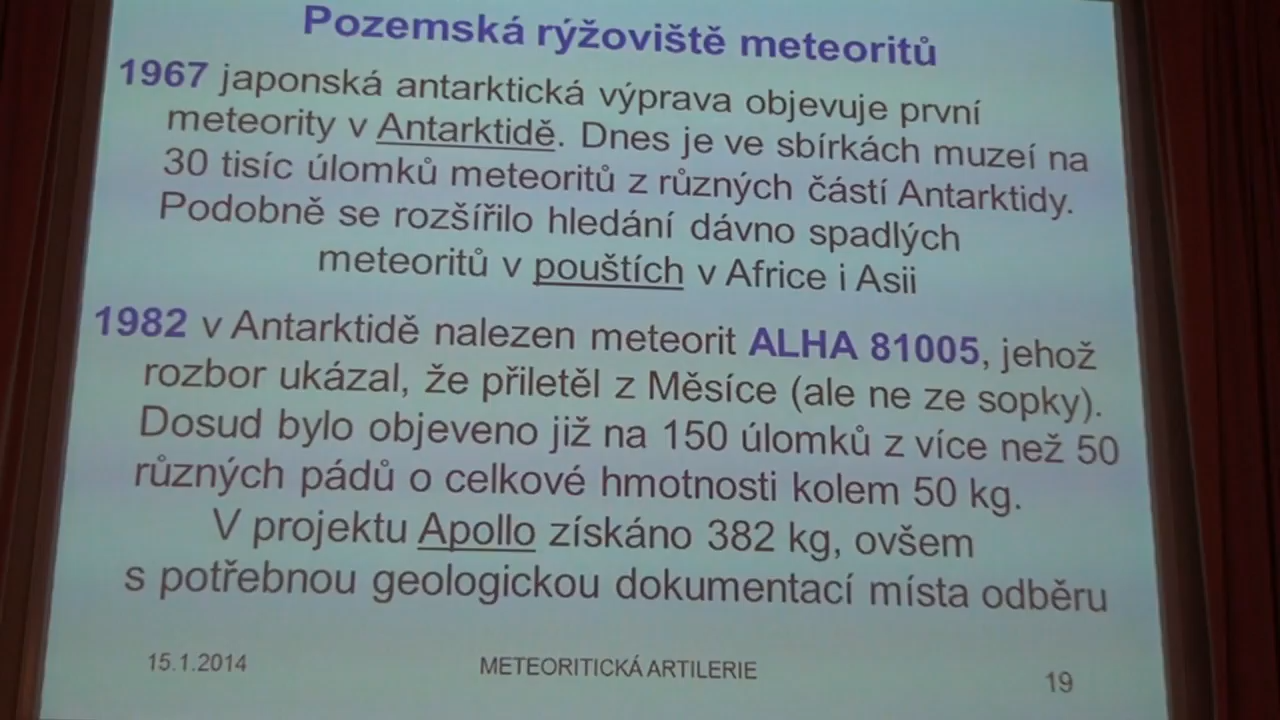 Pozemská rýžoviště meteoritů
1967 japonská antarktická výprava objevuje první
meteority v Antarktidě. Dnes je ve sbírkách muzeí na
30 tisíc úlomků meteoritů z různých částí Antarktidy.
Podobně se rozšířilo hledání dávno spadlých
meteoritů v pouštích v Africe i Asii
1982 v Antarktidě nalezen meteorit ALHA 81005, jehož
rozbor ukázal, že přiletěl z Měsíce (ale ne ze sopky).
Dosud bylo objeveno již na 150 úlomků z více než 50
různých pádů o celkové hmotnosti kolem 50 kg.
V projektu Apollo získáno 382 kg, ovšem
s potřebnou geologickou dokumentací místa odběru
15.1.2014 METEORITICKÁ ARTILERIE 19